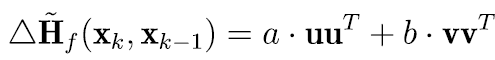 △H̃_f(x_k, x_{k−1}) = a · uu^T + b · vv^T